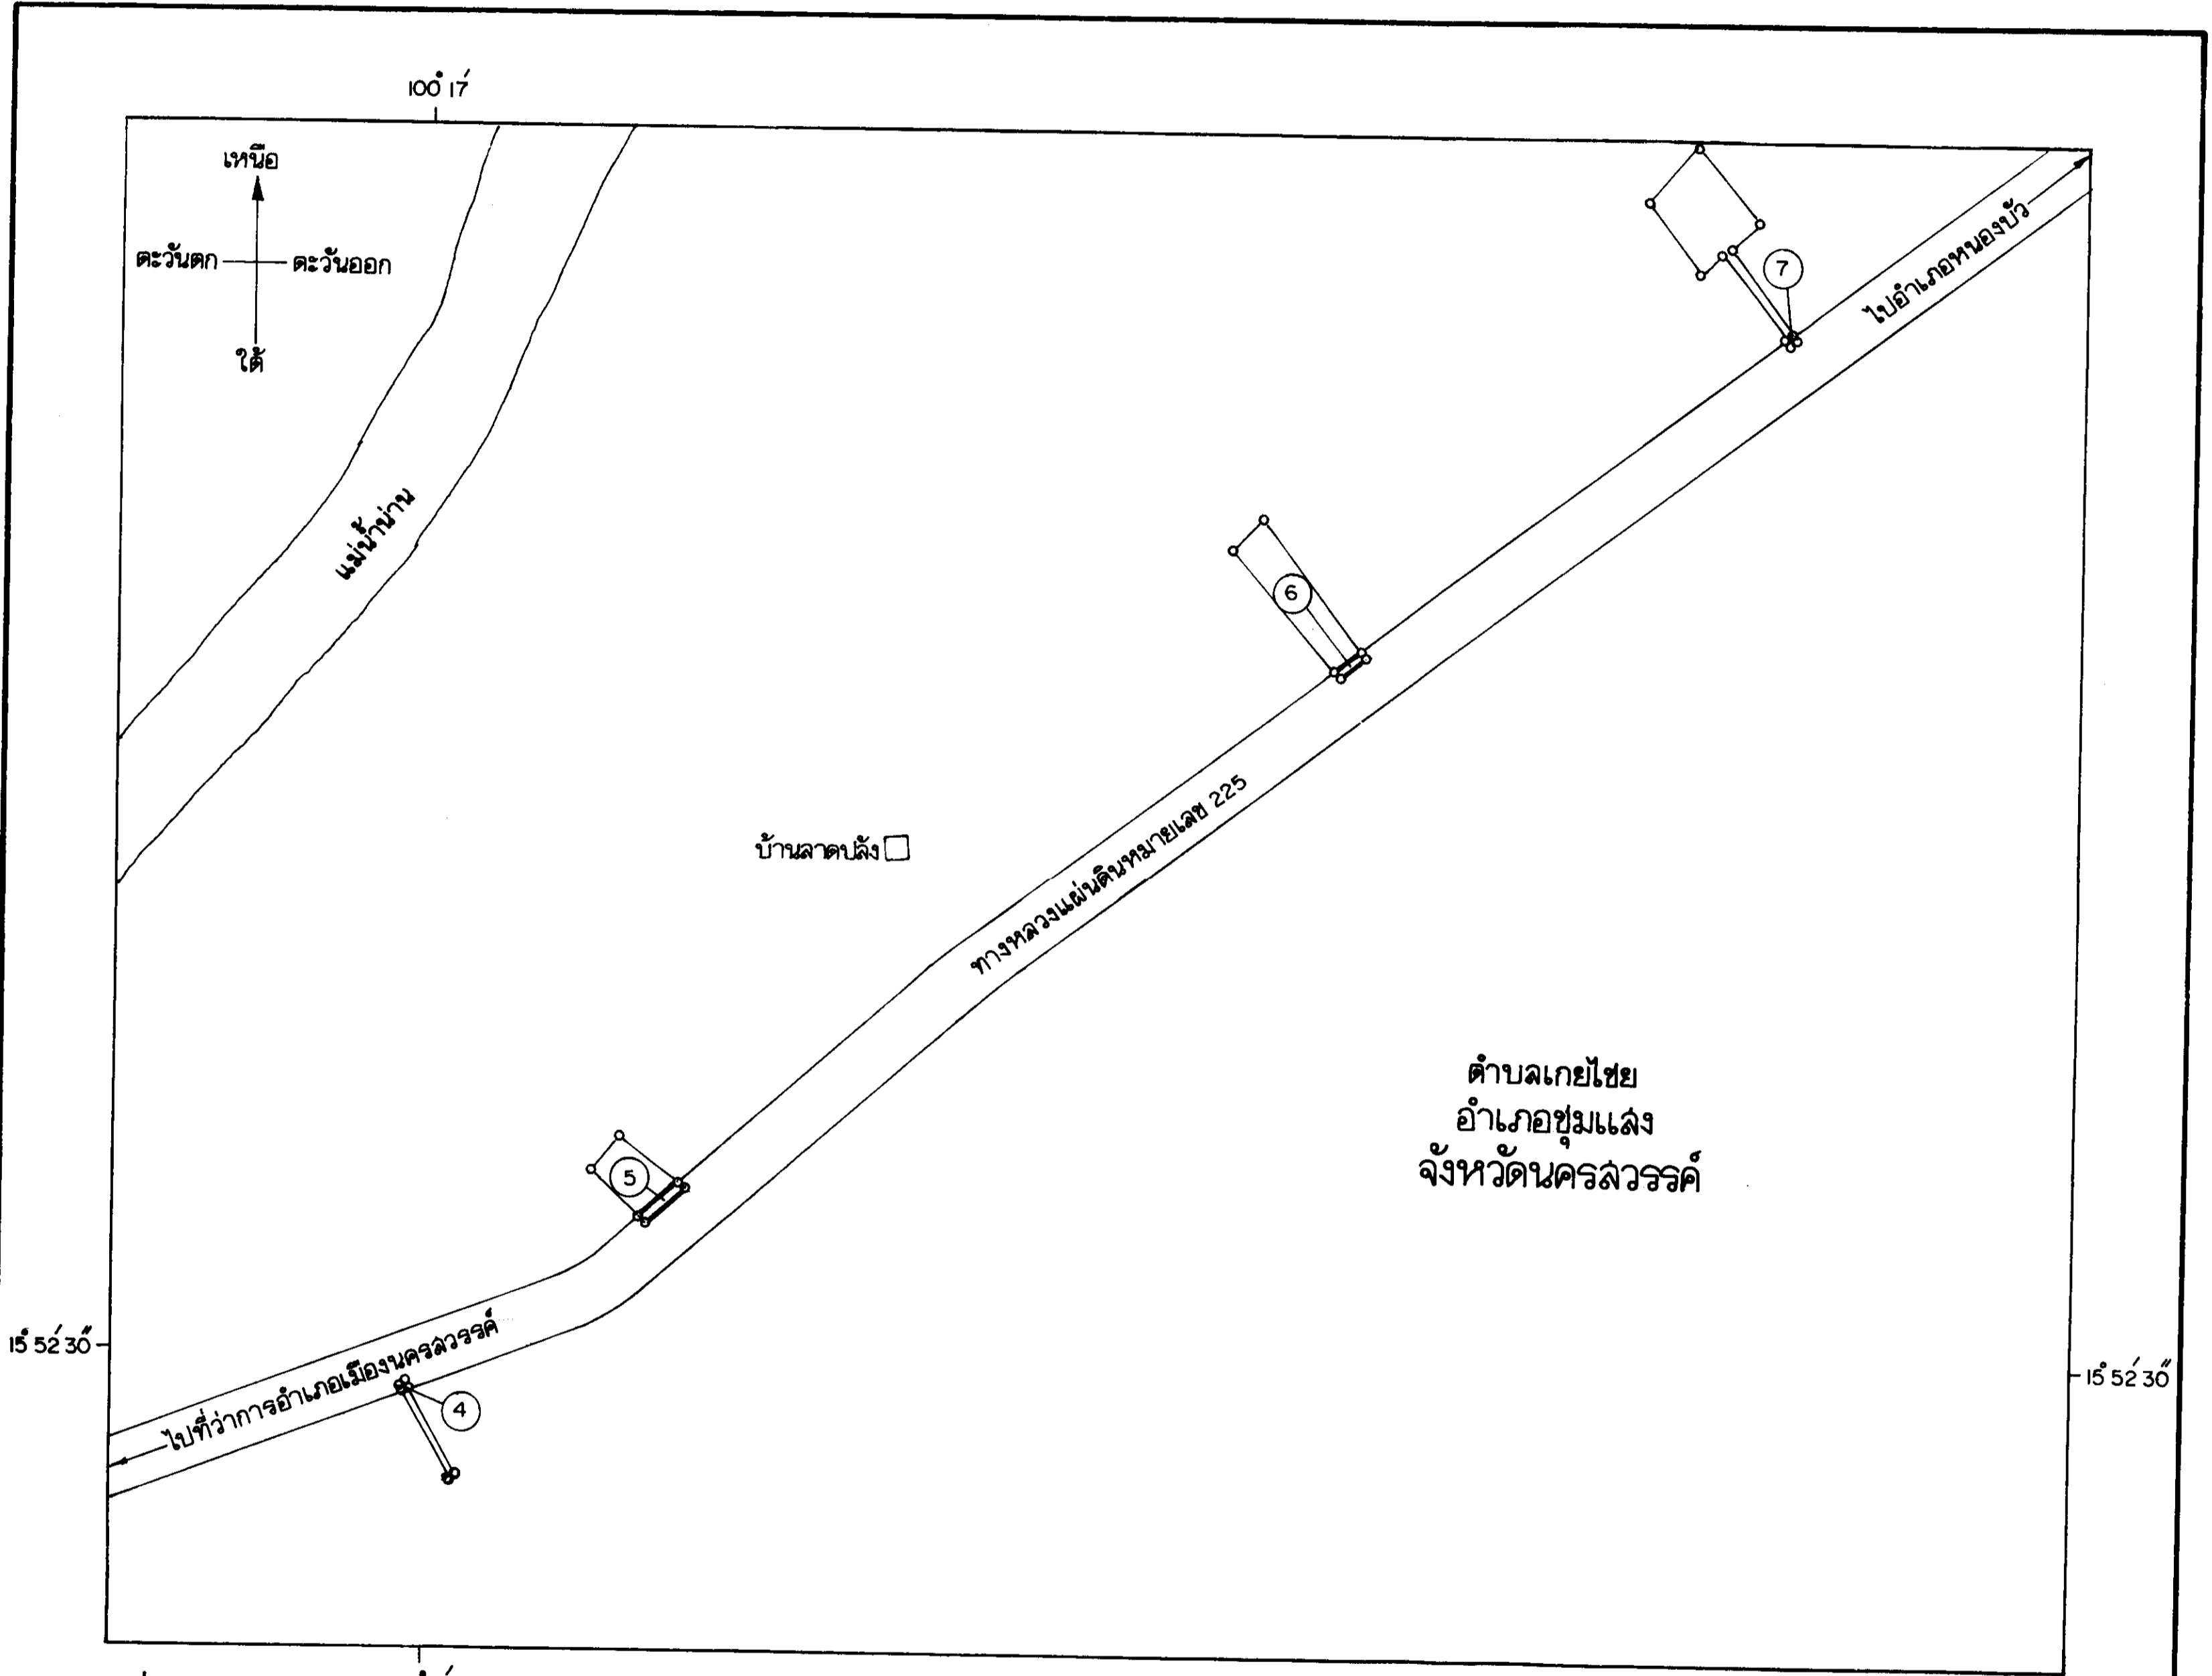 100° 17′
เหนือ
ตะวันตก
ตะวันออก
ใต้
7
ไปอำเภอหนองบัว
แม่น้ำน่าน
6
ทางหลวงแผ่นดินหมายเลข 225
บ้านลาดปลัง
ตำบลเกยไชย
อำเภอชุมแสง
จังหวัดนครสวรรค์
5
15° 52′ 30″
ไปที่ว่าการอำเภอเมืองนครสวรรค์
4
15° 52′ 30″